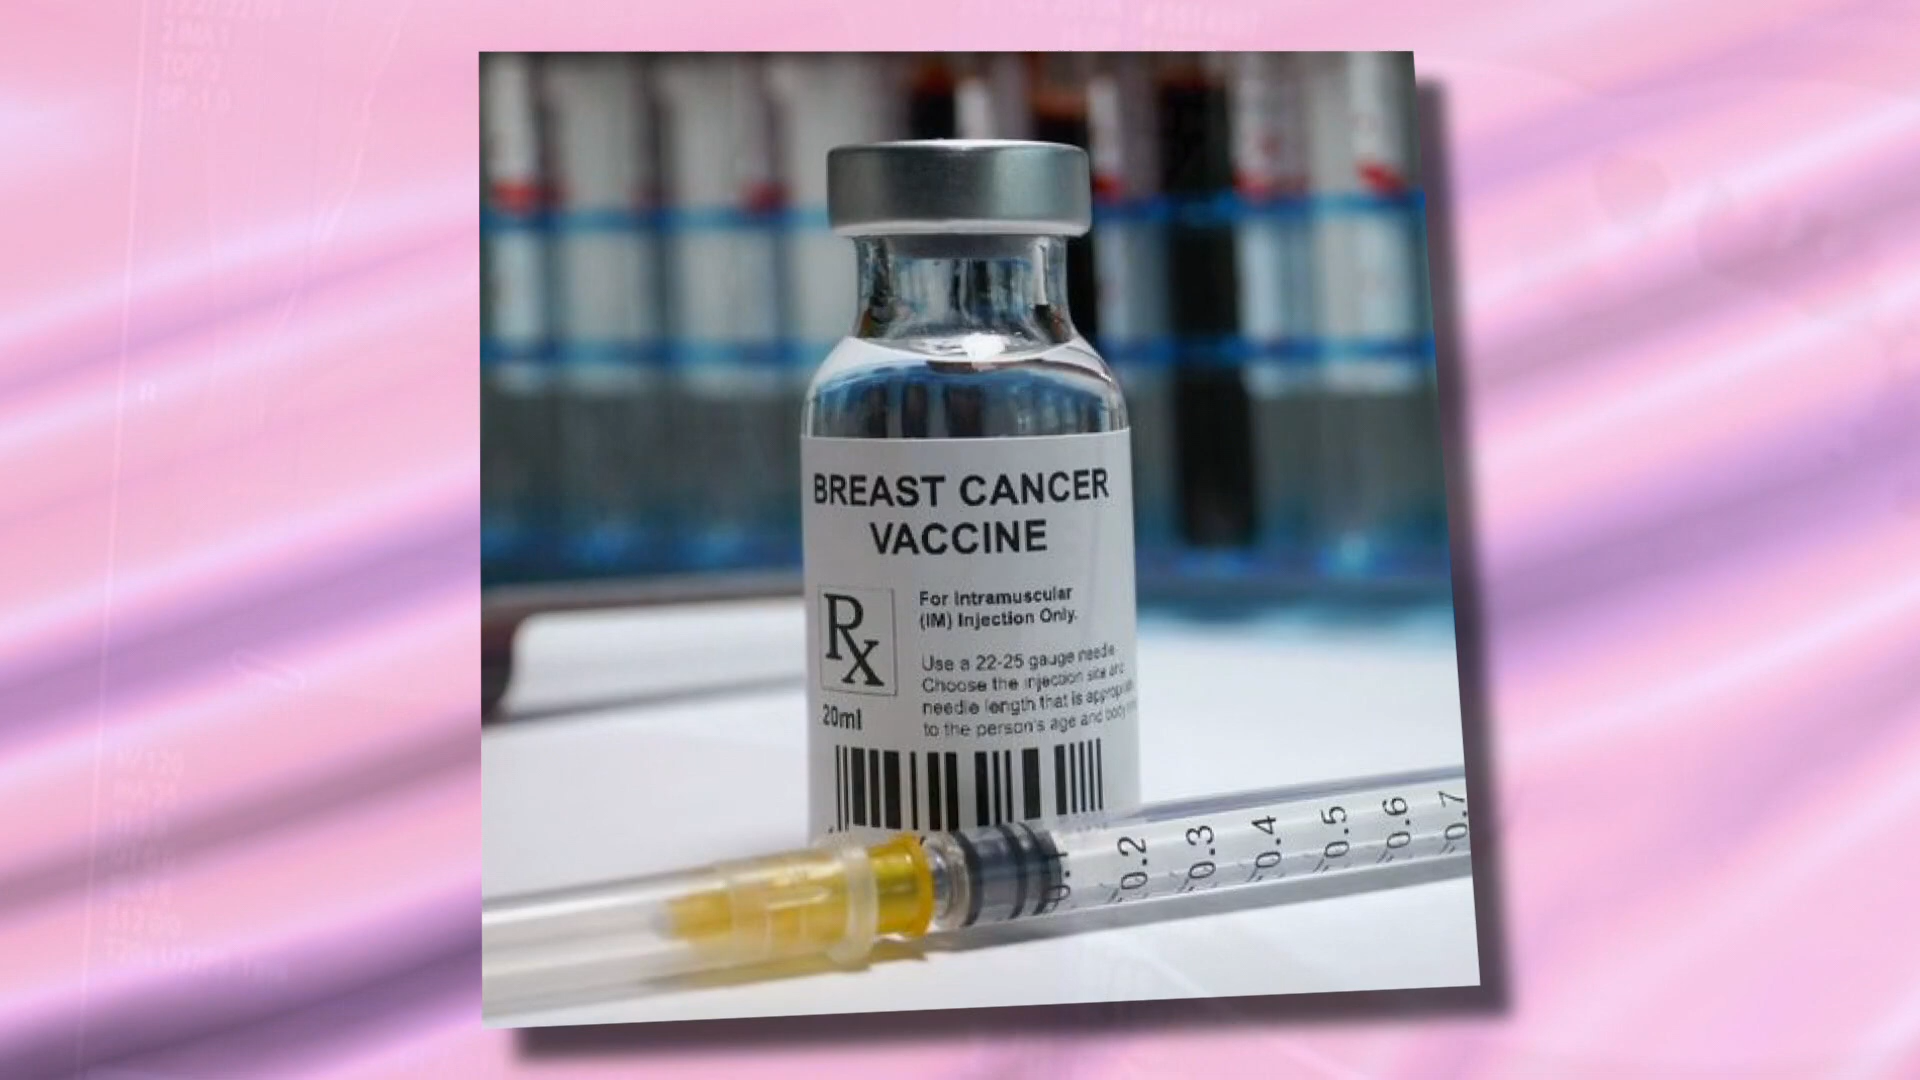 BREAST CANCER
VACCINE
Rx
For Intramuscular
(IM) Injection Only.
Use a 22-25 gauge needle
Choose the injection site and
needle length that is
to the person's age and body
20ml
0.1
0.2
0.3
0.4
0.5
0.6
0.7